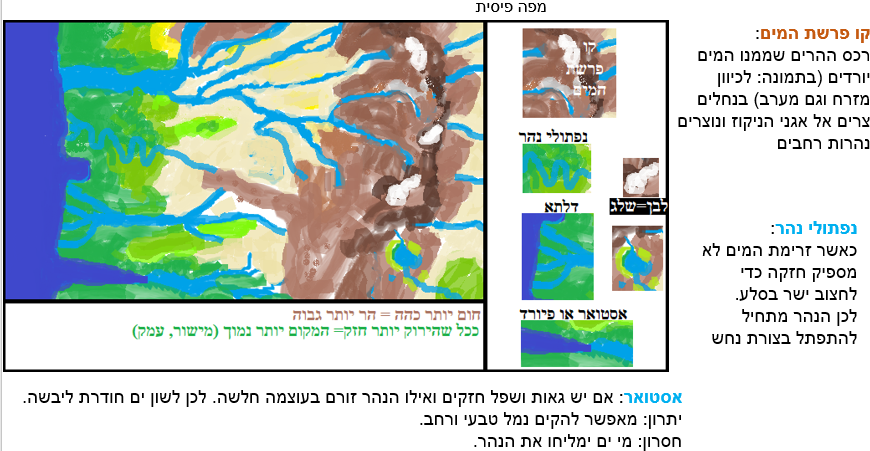 מפה פיסית
קו פרשת המים:
רכס ההרים שממנו המים
יורדים (בתמונה: לכיוון
מזרח וגם מערב) בנחלים
צרים אל אגני הניקוז ונוצרים
נהרות רחבים
קו
פרשת
המים
נפתולי נהר
לבן=שלג
דלתא
אסטואר או פיורד
נפתולי נהר:
כאשר זרימת המים לא
מספיק חזקה כדי
לחצוב ישר בסלע.
לכן הנהר מתחיל
להתפתל בצורת נחש
חום יותר כהה = הר יותר גבוה
ככל שהירוק יותר חזק= המקום יותר נמוך (מישור, עמק)
אסטואר: אם יש גאות ושפל חזקים ואילו הנהר זורם בעוצמה חלשה. לכן לשון ים חודרת ליבשה.
יתרון: מאפשר להקים נמל טבעי ורחב.
חסרון: מי ים ימליחו את הנהר.